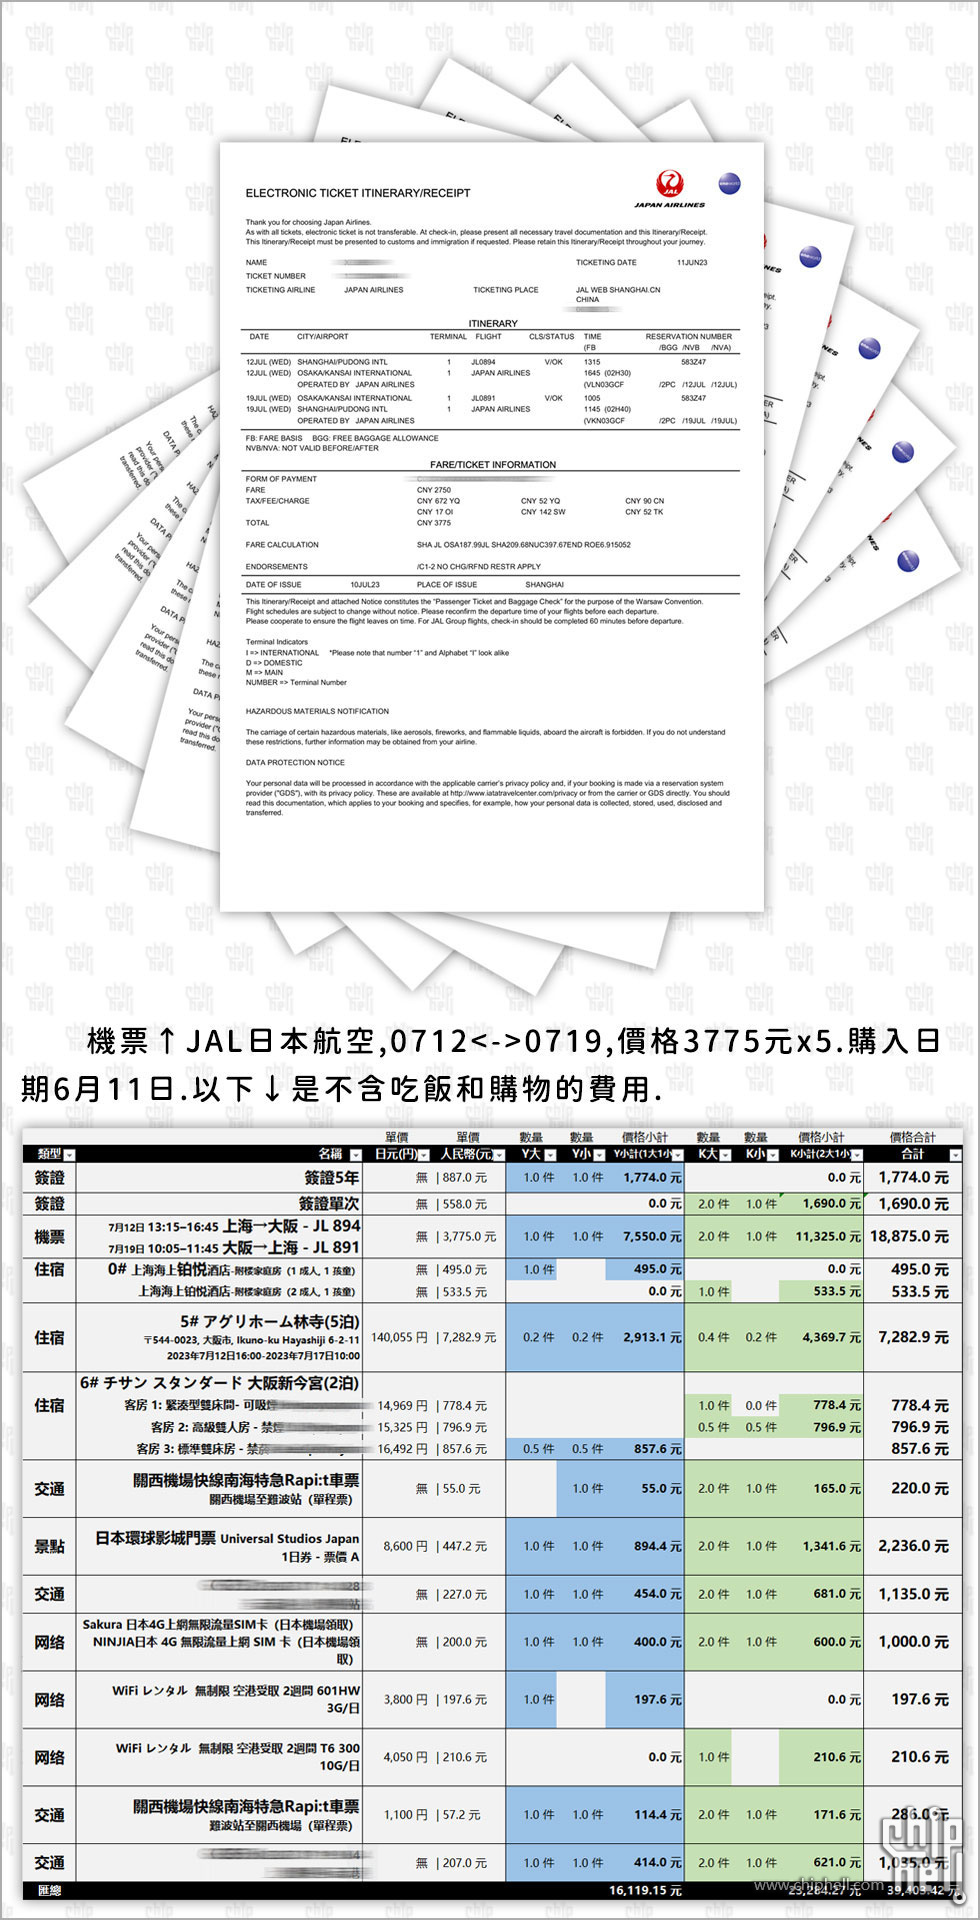 ELECTRONIC TICKET ITINERARY/RECEIPT
JAL
JAPAN AIRLINES
oneworld
Thank you for choosing Japan Airlines.
As with all tickets, electronic ticket is not transferable. At check-in, please present all necessary travel documentation and this Itinerary/Receipt.
This Itinerary/Receipt must be presented to customs and immigration if requested. Please retain this Itinerary/Receipt throughout your journey.
NAME TICKETING DATE 11JUN23
TICKET NUMBER
TICKETING AIRLINE JAPAN AIRLINES TICKETING PLACE JAL WEB SHANGHAI.CN
CHINA
ITINERARY
DATE CITY/AIRPORT TERMINAL FLIGHT CLS/STATUS TIME RESERVATION NUMBER
(FB /BGG /NVB /NVA)
12JUL (WED) SHANGHAI/PUDONG INTL 1 JL0894 V/OK 1315 583Z47
12JUL (WED) OSAKA/KANSAI INTERNATIONAL 1 JAPAN AIRLINES 1645 (02H30)
OPERATED BY JAPAN AIRLINES (VLN03GCF /2PC /12JUL /12JUL)
19JUL (WED) OSAKA/KANSAI INTERNATIONAL 1 JL0891 V/OK 1005 583Z47
19JUL (WED) SHANGHAI/PUDONG INTL 1 JAPAN AIRLINES 1145 (02H40)
OPERATED BY JAPAN AIRLINES (VKN03GCF /2PC /19JUL /19JUL)
FB: FARE BASIS BGG: FREE BAGGAGE ALLOWANCE
NVB/NVA: NOT VALID BEFORE/AFTER
FARE/TICKET INFORMATION
FORM OF PAYMENT
FARE CNY 2750
TAX/FEE/CHARGE CNY 672 YQ CNY 52 YQ CNY 90 CN
CNY 17 OI CNY 142 SW CNY 52 TK
TOTAL CNY 3775
FARE CALCULATION SHA JL OSA187.99JL SHA209.68NUC397.67END ROE6.915052
ENDORSEMENTS /C1-2 NO CHG/RFND RESTR APPLY
DATE OF ISSUE 10JUL23 PLACE OF ISSUE SHANGHAI
This Itinerary/Receipt and attached Notice constitutes the "Passenger Ticket and Baggage Check" for the purpose of the Warsaw Convention.
Flight schedules are subject to change without notice. Please reconfirm the departure time of your flights before each departure.
Please cooperate to ensure the flight leaves on time. For JAL Group flights, check-in should be completed 60 minutes before departure.
Terminal Indicators
I => INTERNATIONAL *Please note that number "1" and Alphabet "I" look alike
D => DOMESTIC
M => MAIN
NUMBER => Terminal Number
HAZARDOUS MATERIALS NOTIFICATION
The carriage of certain hazardous materials, like aerosols, fireworks, and flammable liquids, aboard the aircraft is forbidden. If you do not understand
these restrictions, further information may be obtained from your airline.
DATA PROTECTION NOTICE
Your personal data will be processed in accordance with the applicable carrier's privacy policy and, if your booking is made via a reservation system
provider ("GDS"), with its privacy policy. These are available at http://www.iatatravelcenter.com/privacy or from the carrier or GDS directly. You should
read this documentation, which applies to your booking and specifies, for example, how your personal data is collected, stored, used, disclosed and
transferred.
機票↑JAL日本航空,0712<->0719,價格3775元x5.購入日
期6月11日.以下↓是不含吃飯和購物的費用.
單價 單價 數量 數量 價格小計 數量 數量 價格小計 價格合計
類型 名稱 日元(円) 人民幣(元) Y大 Y小 Y小計(1大1小 K大 K小 K小計(2大1小 合計
簽證 簽證5年 無 | 887.0 元 1.0 件 1.0 件 1,774.0 元 0.0 元 1,774.0 元
簽證 簽證單次 無 | 558.0 元 0.0 元 2.0 件 1.0 件 1,690.0 元 1,690.0 元
機票 7月12日 13:15–16:45 上海→大阪 - JL 894
7月19日 10:05–11:45 大阪→上海 - JL 891 無 | 3,775.0 元 1.0 件 1.0 件 7,550.0 元 2.0 件 1.0 件 11,325.0 元 18,875.0 元
住宿 0# 上海海上铂悦酒店-附樓家庭房 (1 成人, 1 孩童) 無 | 495.0 元 1.0 件 495.0 元 0.0 元 495.0 元
上海海上铂悦酒店-附樓家庭房 (2 成人, 1 孩童) 無 | 533.5 元 0.0 元 1.0 件 533.5 元 533.5 元
住宿 5# アグリホーム林寺(5泊)
〒544-0023, 大阪市, Ikuno-ku Hayashiji 6-2-11 140,055 円 | 7,282.9 元 0.2 件 0.2 件 2,913.1 元 0.4 件 0.2 件 4,369.7 元 7,282.9 元
2023年7月12日16:00-2023年7月17日10:00
6# チサン スタンダード 大阪新今宮(2泊)
住宿 客房 1: 緊湊型雙床間- 可吸煙 14,969 円 | 778.4 元 1.0 件 0.0 件 778.4 元 778.4 元
客房 2: 高級雙人房 - 禁煙 15,325 円 | 796.9 元 0.5 件 0.5 件 796.9 元 796.9 元
客房 3: 標準雙床房 - 禁菸 16,492 円 | 857.6 元 0.5 件 0.5 件 857.6 元 857.6 元
交通 關西機場快線南海特急Rapi:t車票
關西機場至難波站 (單程票) 無 | 55.0 元 1.0 件 55.0 元 2.0 件 1.0 件 165.0 元 220.0 元
景點 日本環球影城門票 Universal Studios Japan
1日券 - 票價 A 8,600 円 | 447.2 元 1.0 件 1.0 件 894.4 元 2.0 件 1.0 件 1,341.6 元 2,236.0 元
交通 無 | 227.0 元 1.0 件 1.0 件 454.0 元 2.0 件 1.0 件 681.0 元 1,135.0 元
网络 Sakura 日本4G上網無限流量SIM卡 (日本機場領取)
NINJIA日本 4G 無限流量上網 SIM 卡 (日本機場領
取) 無 | 200.0 元 1.0 件 1.0 件 400.0 元 2.0 件 1.0 件 600.0 元 1,000.0 元
网络 WiFi レンタル 無制限 空港受取 2週間 601HW
3G/日 3,800 円 | 197.6 元 1.0 件 197.6 元 0.0 元 197.6 元
网络 WiFi レンタル 無制限 空港受取 2週間 T6 300
10G/日 4,050 円 | 210.6 元 0.0 元 1.0 件 210.6 元 210.6 元
交通 關西機場快線南海特急Rapi:t車票
難波站至關西機場 (單程票) 1,100 円 | 57.2 元 1.0 件 1.0 件 114.4 元 2.0 件 1.0 件 171.6 元 286.0 元
交通 無 | 207.0 元 1.0 件 1.0 件 414.0 元 2.0 件 1.0 件 621.0 元 1,035.0 元
匯總 16,119.15 元 23,284.27 元 39,403.42 元
www.chiphell.com
chip hell